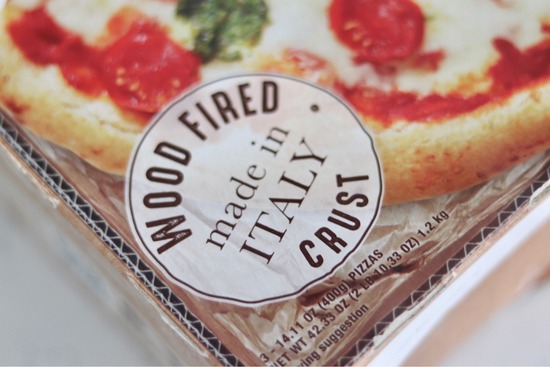 WOOD FIRED
made in
ITALY
CRUST
3 - 14.11 OZ (400g) PIZZAS
NET WT 42.33 OZ (2 LB 10.33 OZ) 1.2 kg
suggestion